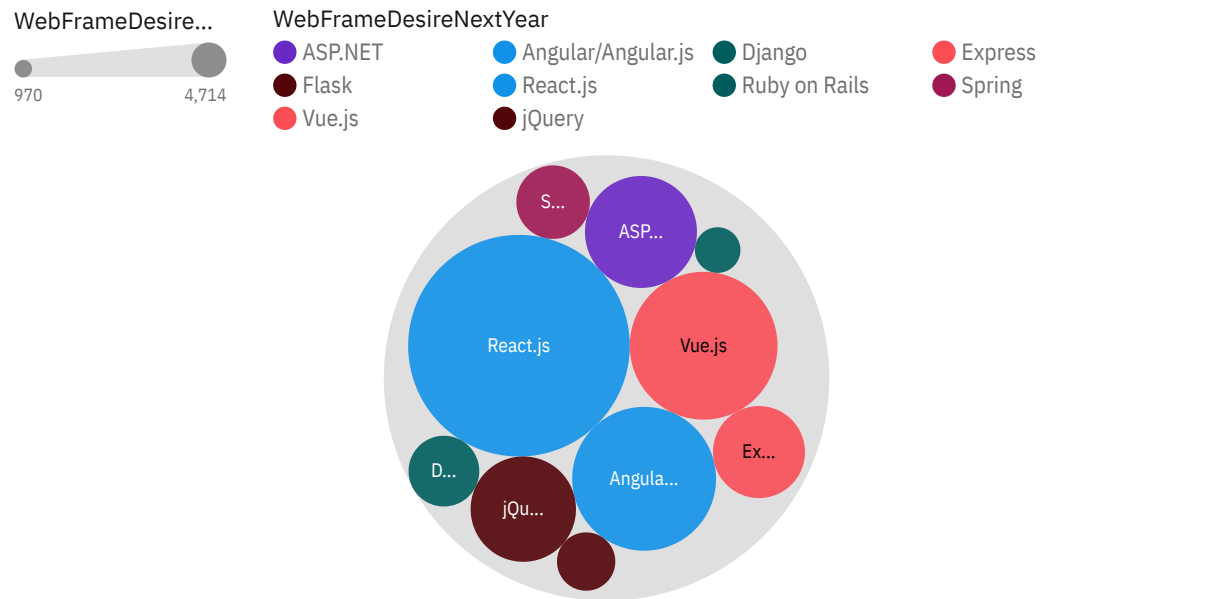 WebFrameDesire...
970 4,714
WebFrameDesireNextYear
ASP.NET Angular/Angular.js Django Express
Flask React.js Ruby on Rails Spring
Vue.js jQuery
S...
ASP...
React.js
Vue.js
Ex...
D...
Angula...
jQu...